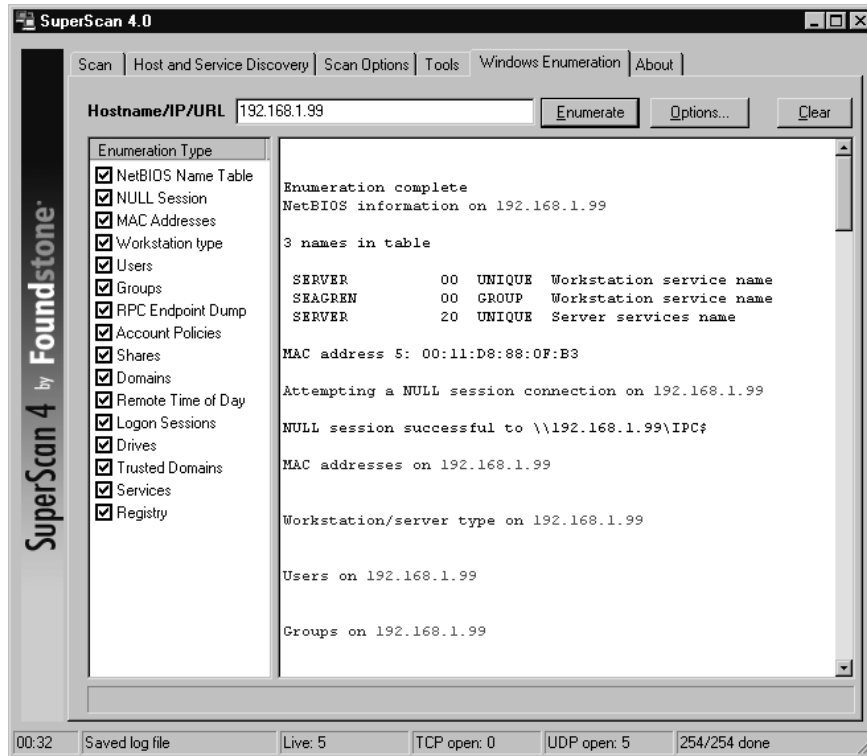 SuperScan 4.0
Scan
Host and Service Discovery
Scan Options
Tools
Windows Enumeration
About
Hostname/IP/URL
192.168.1.99
Enumerate
Options...
Clear
Enumeration Type
NetBIOS Name Table
NULL Session
MAC Addresses
Workstation type
Users
Groups
RPC Endpoint Dump
Account Policies
Shares
Domains
Remote Time of Day
Logon Sessions
Drives
Trusted Domains
Services
Registry
Enumeration complete
NetBIOS information on 192.168.1.99
3 names in table
SERVER 00 UNIQUE Workstation service name
SEAGREN 00 GROUP Workstation service name
SERVER 20 UNIQUE Server services name
MAC address 5: 00:11:D8:88:0F:B3
Attempting a NULL session connection on 192.168.1.99
NULL session successful to \\192.168.1.99\IPC$
MAC addresses on 192.168.1.99
Workstation/server type on 192.168.1.99
Users on 192.168.1.99
Groups on 192.168.1.99
SuperScan 4 by Foundstone
00:32
Saved log file
Live: 5
TCP open: 0
UDP open: 5
254/254 done